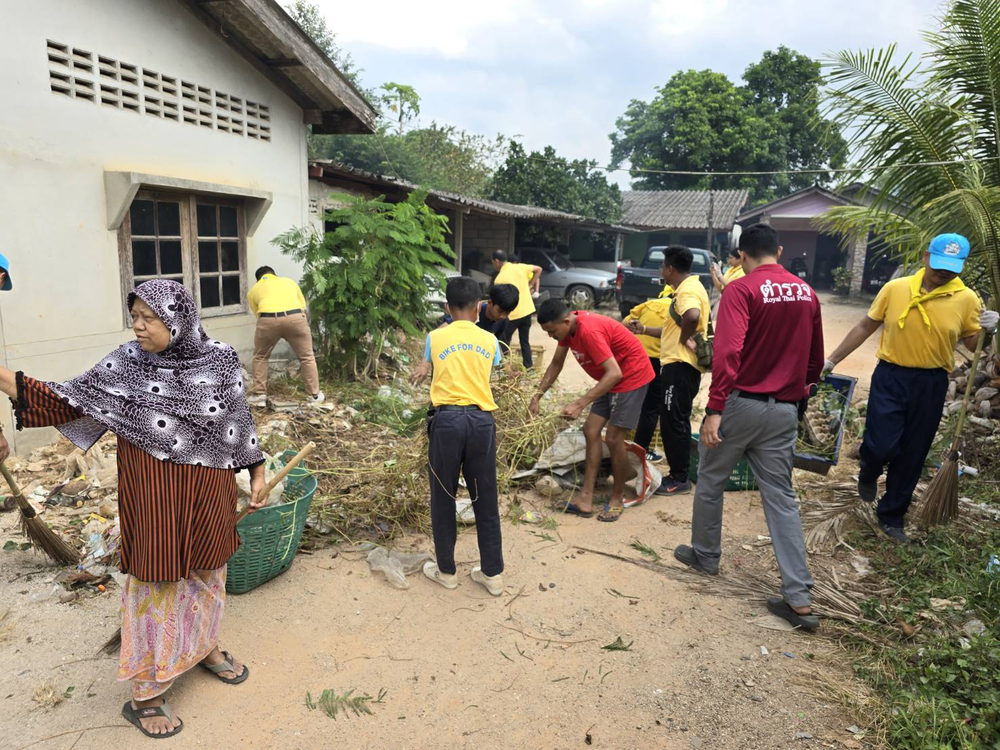 BIKE FOR DAD
ตำรวจ
Royal Thai Police